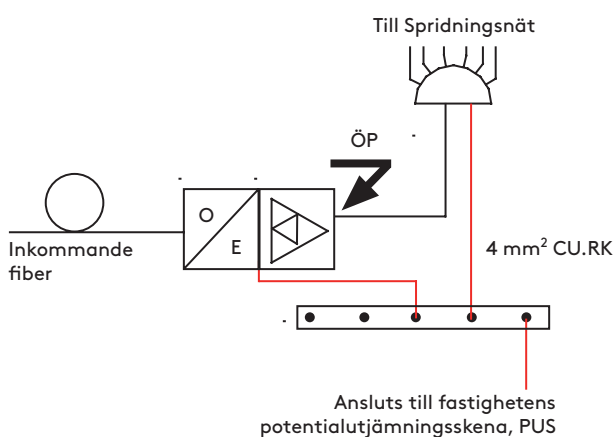 Till Spridningsnät
ÖP
O
E
Inkommande
fiber
4 mm² CU.RK
Ansluts till fastighetens
potentialutjämningsskena, PUS